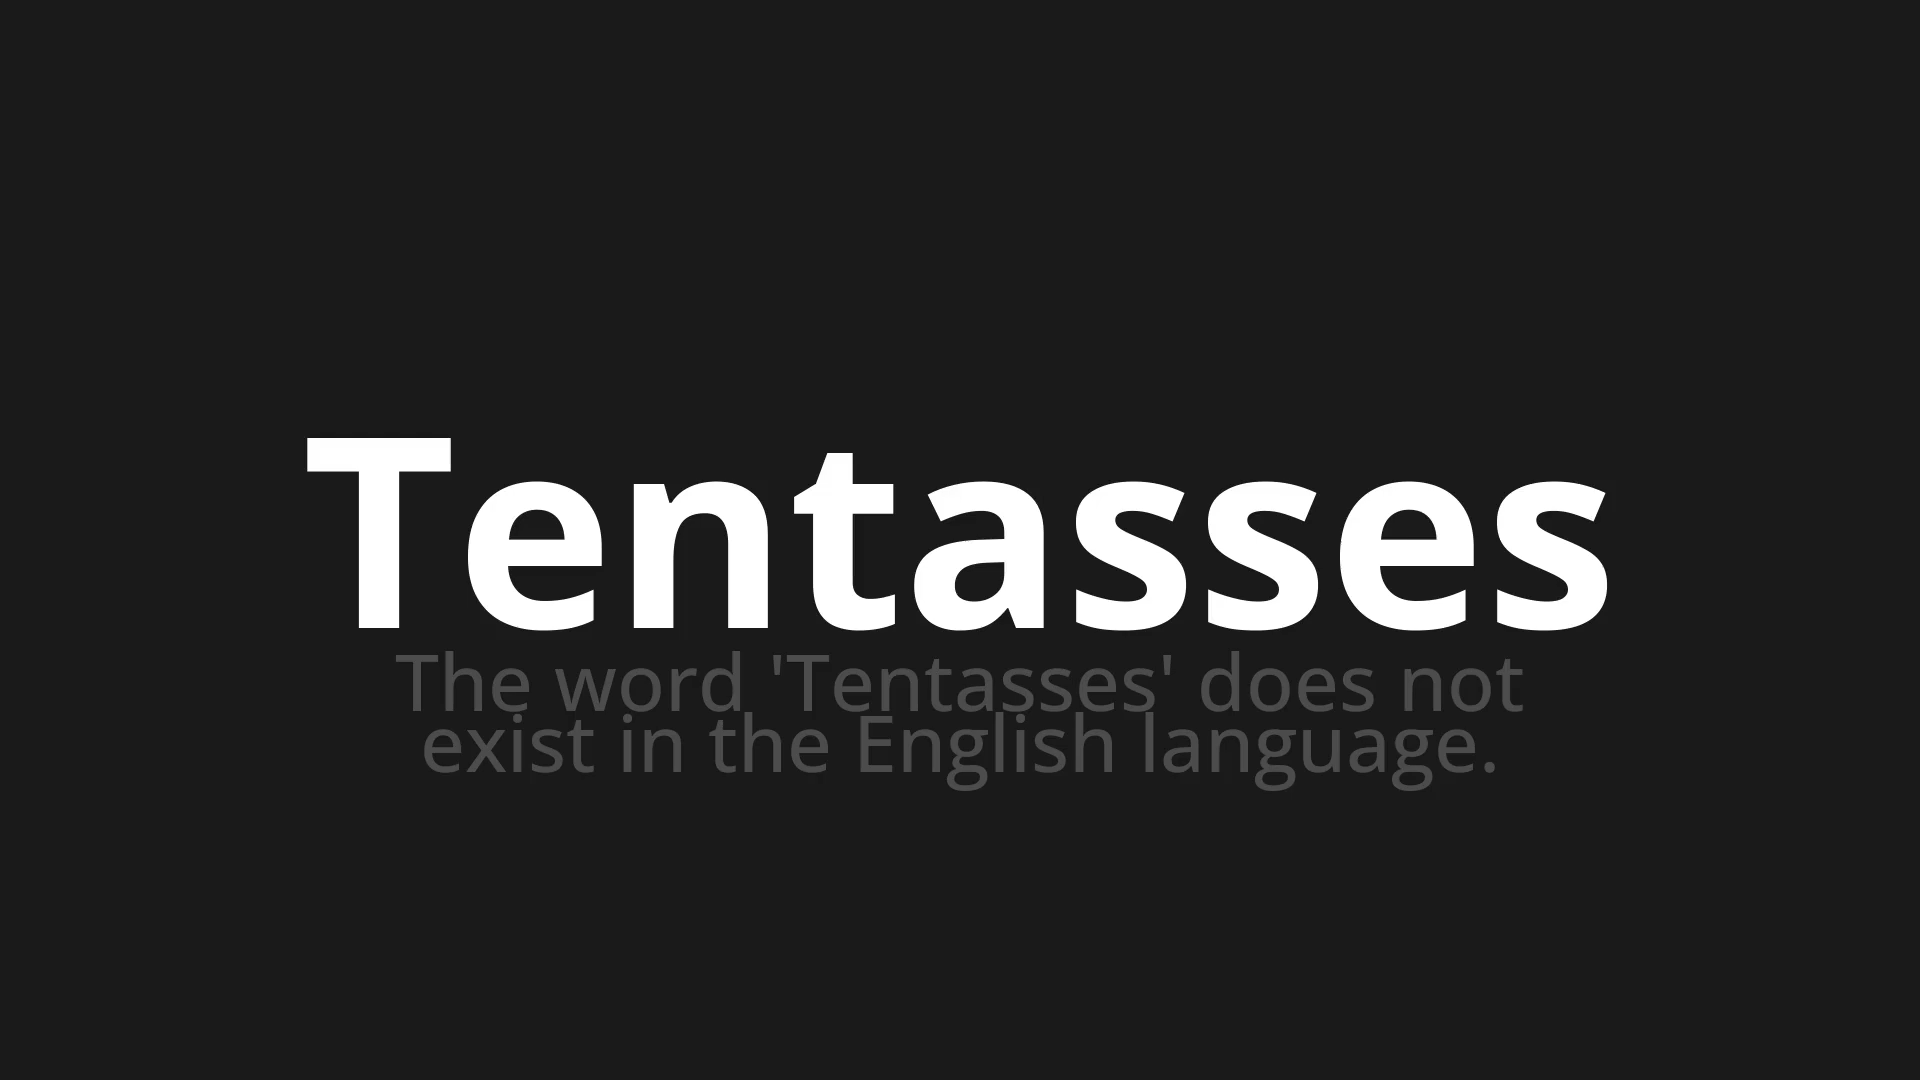 Tentasses
The word 'Tentasses' does not
exist in the English language.